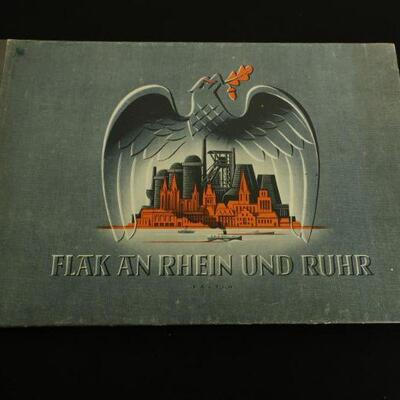 FLAK AN RHEIN UND RUHR